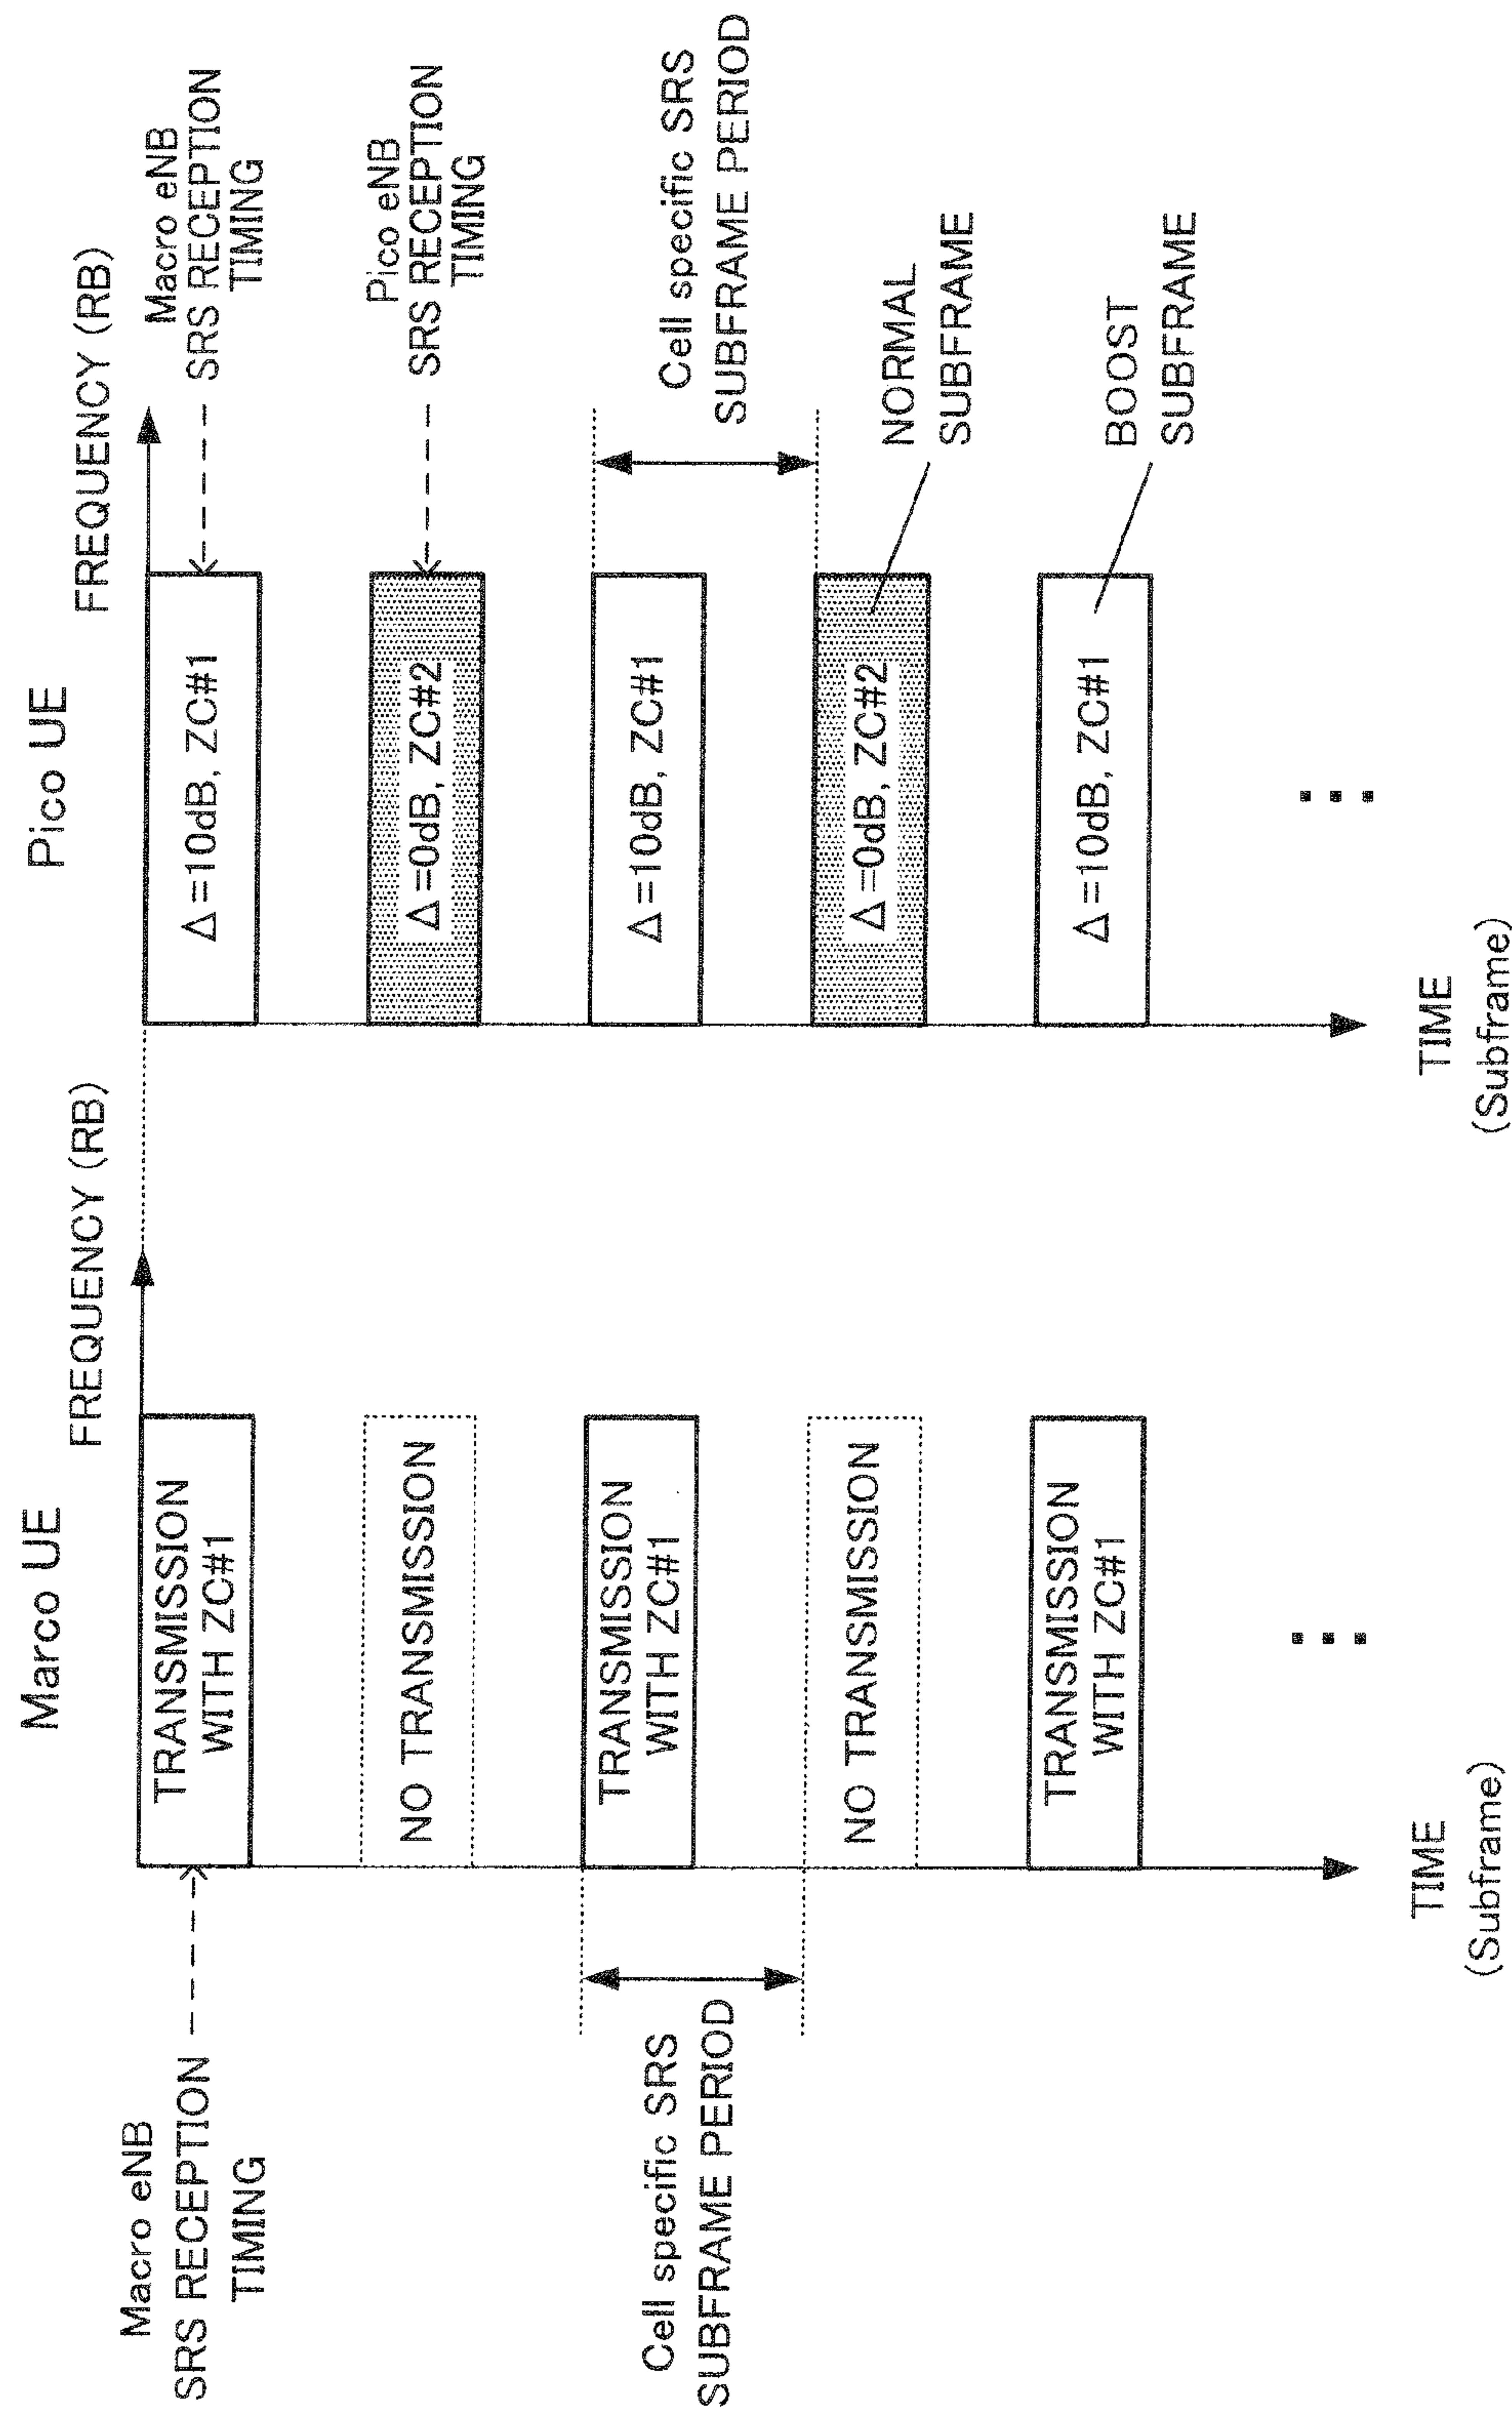 Marco UE
FREQUENCY (RB)
Macro eNB
SRS RECEPTION
TIMING
TRANSMISSION
WITH ZC#1
NO TRANSMISSION
Cell specific SRS
SUBFRAME PERIOD
TRANSMISSION
WITH ZC#1
NO TRANSMISSION
TRANSMISSION
WITH ZC#1
TIME
(Subframe)
Pico UE
FREQUENCY (RB)
Δ=10dB, ZC#1
Macro eNB
SRS RECEPTION
TIMING
Δ=0dB, ZC#2
Pico eNB
SRS RECEPTION
TIMING
Δ=10dB, ZC#1
Cell specific SRS
SUBFRAME PERIOD
Δ=0dB, ZC#2
NORMAL
SUBFRAME
Δ=10dB, ZC#1
BOOST
SUBFRAME
TIME
(Subframe)